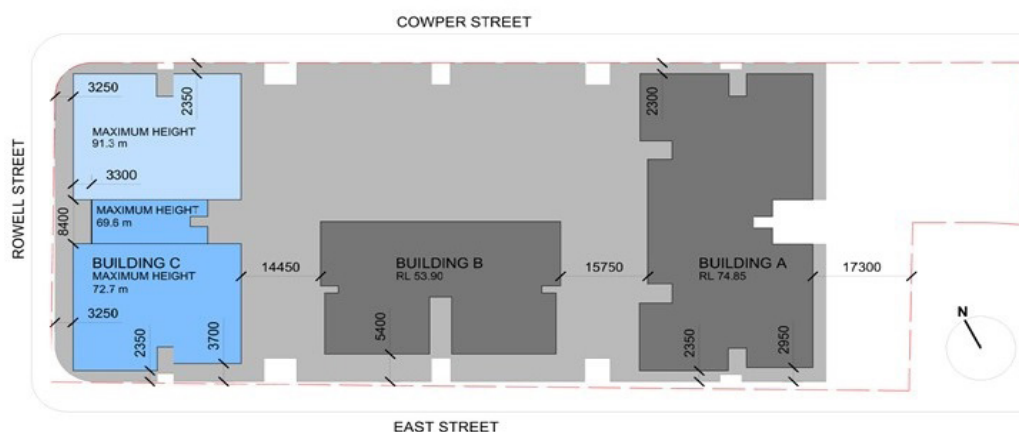 COWPER STREET
3250
2350
2300
MAXIMUM HEIGHT
91.3 m
3300
ROWELL STREET
MAXIMUM HEIGHT
69.6 m
8400
BUILDING C
MAXIMUM HEIGHT
72.7 m
14450
BUILDING B
RL 53.90
15750
BUILDING A
RL 74.85
17300
N
3250
2350
3700
5400
2350
2950
EAST STREET